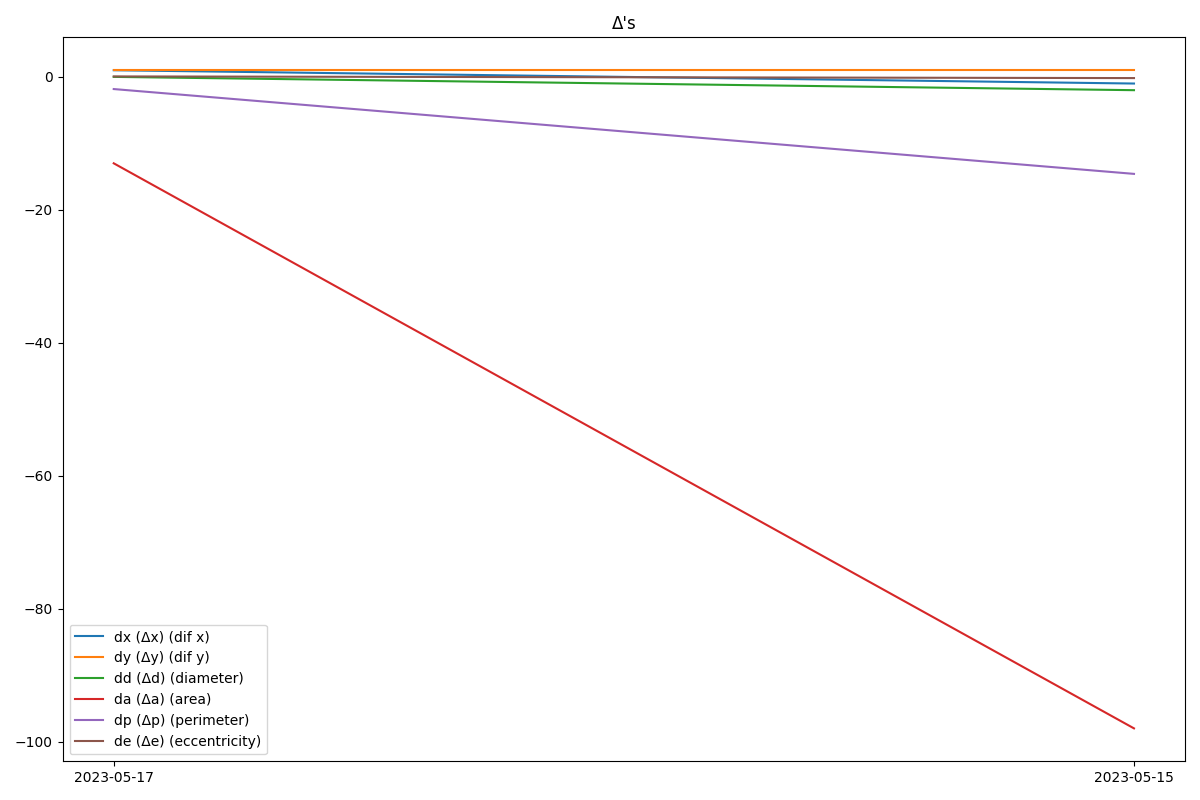 Δ's
0
−20
−40
−60
−80
−100
dx (Δx) (dif x)
dy (Δy) (dif y)
dd (Δd) (diameter)
da (Δa) (area)
dp (Δp) (perimeter)
de (Δe) (eccentricity)
2023-05-17
2023-05-15